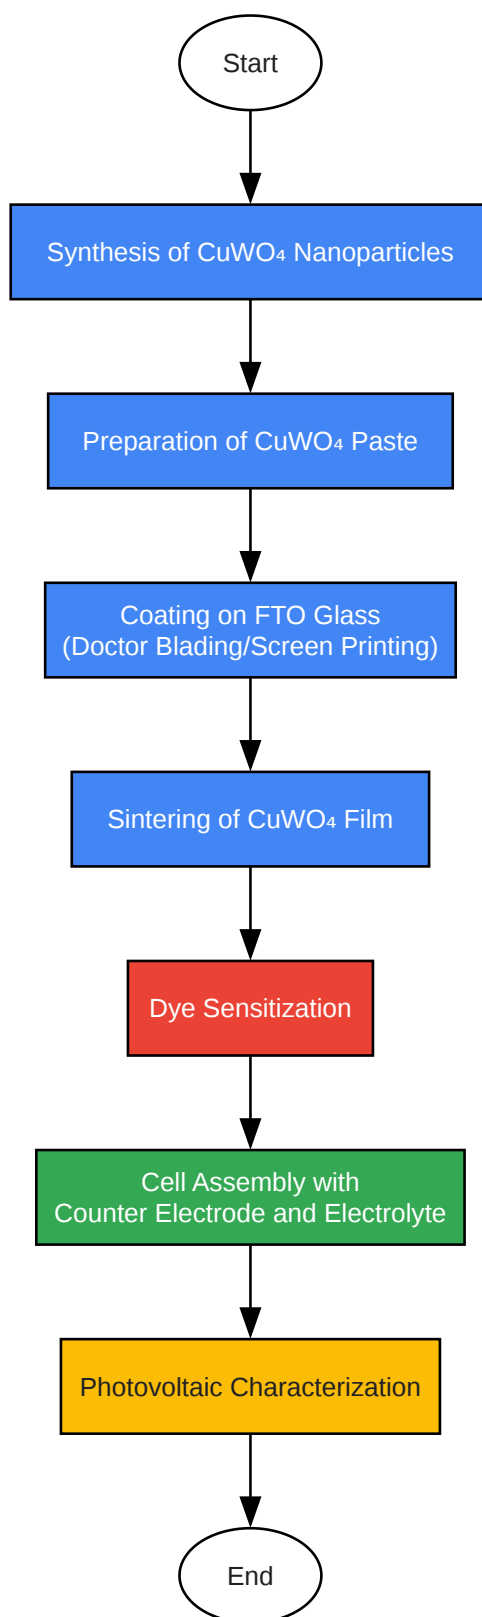 Start
Synthesis of CuWO₄ Nanoparticles
Preparation of CuWO₄ Paste
Coating on FTO Glass
(Doctor Blading/Screen Printing)
Sintering of CuWO₄ Film
Dye Sensitization
Cell Assembly with
Counter Electrode and Electrolyte
Photovoltaic Characterization
End